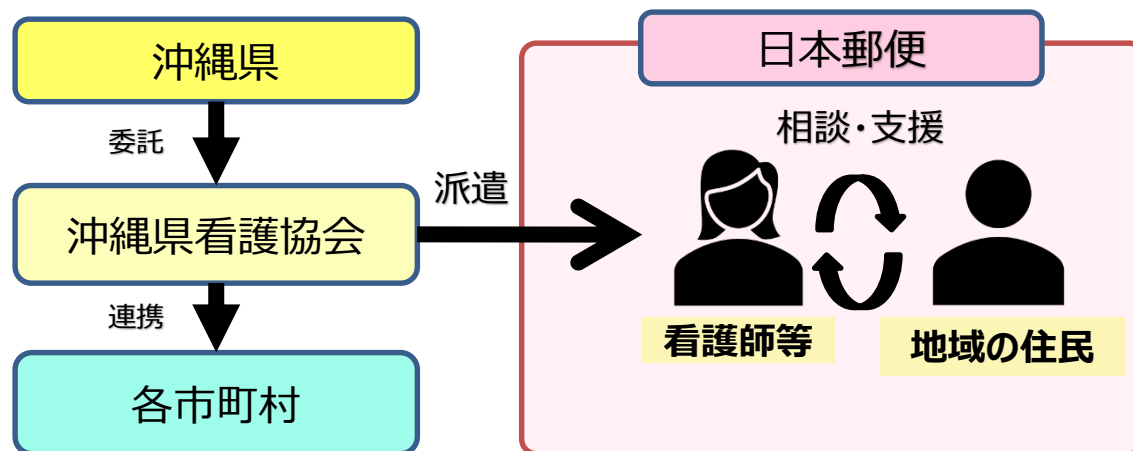 沖縄県
委託
沖縄県看護協会
連携
各市町村
派遣
日本郵便
相談・支援
看護師等
地域の住民